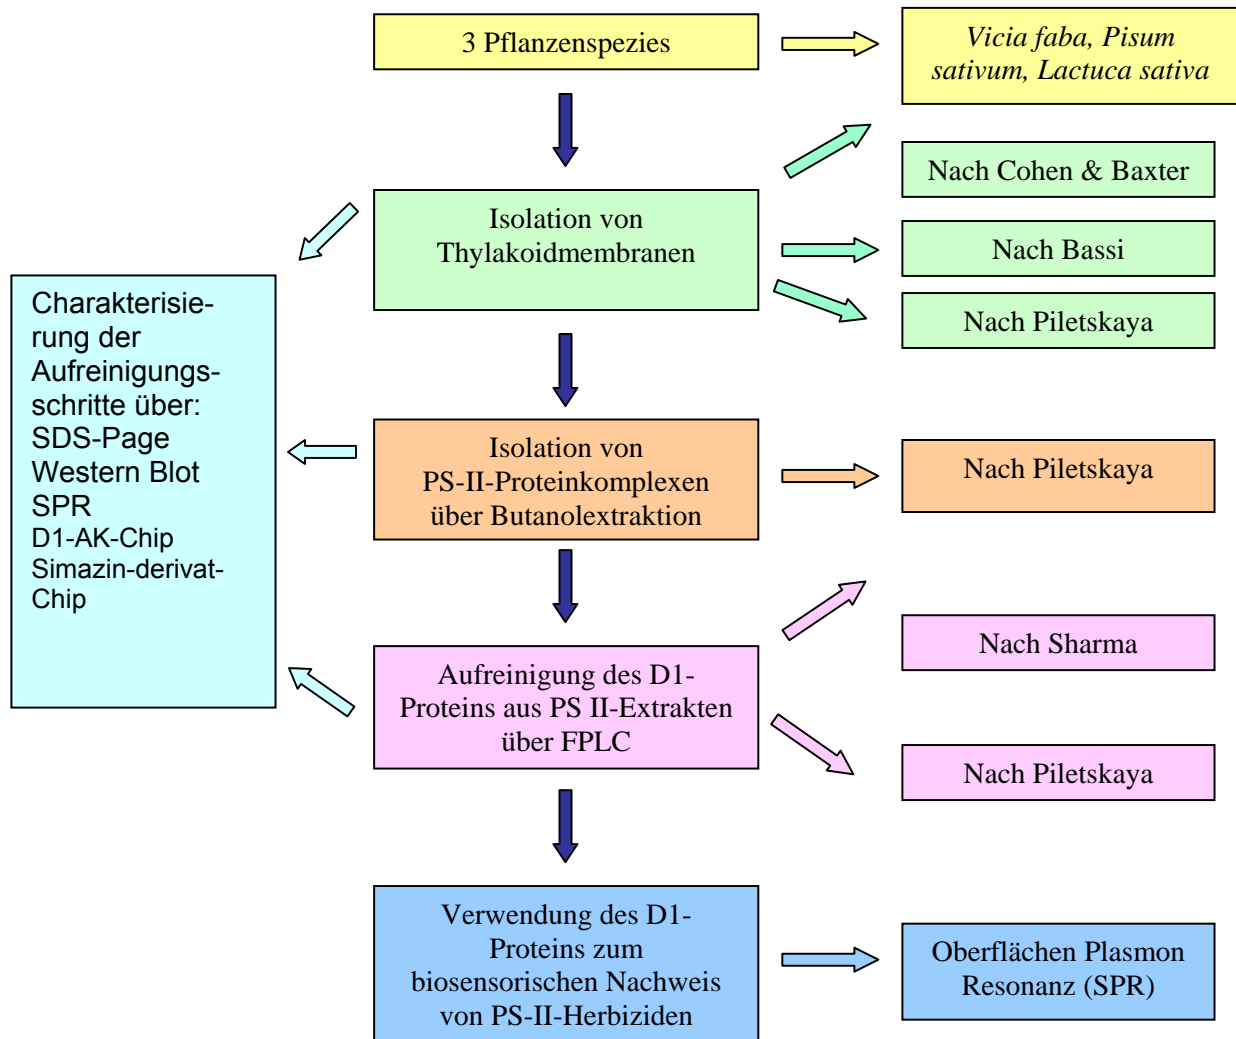 3 Pflanzenspezies
Vicia faba, Pisum
sativum, Lactuca sativa
Isolation von
Thylakoidmembranen
Nach Cohen & Baxter
Nach Bassi
Nach Piletskaya
Charakterisie-
rung der
Aufreinigungs-
schritte über:
SDS-Page
Western Blot
SPR
D1-AK-Chip
Simazin-derivat-
Chip
Isolation von
PS-II-Proteinkomplexen
über Butanolextraktion
Nach Piletskaya
Aufreinigung des D1-
Proteins aus PS II-Extrakten
über FPLC
Nach Sharma
Nach Piletskaya
Verwendung des D1-
Proteins zum
biosensorischen Nachweis
von PS-II-Herbiziden
Oberflächen Plasmon
Resonanz (SPR)